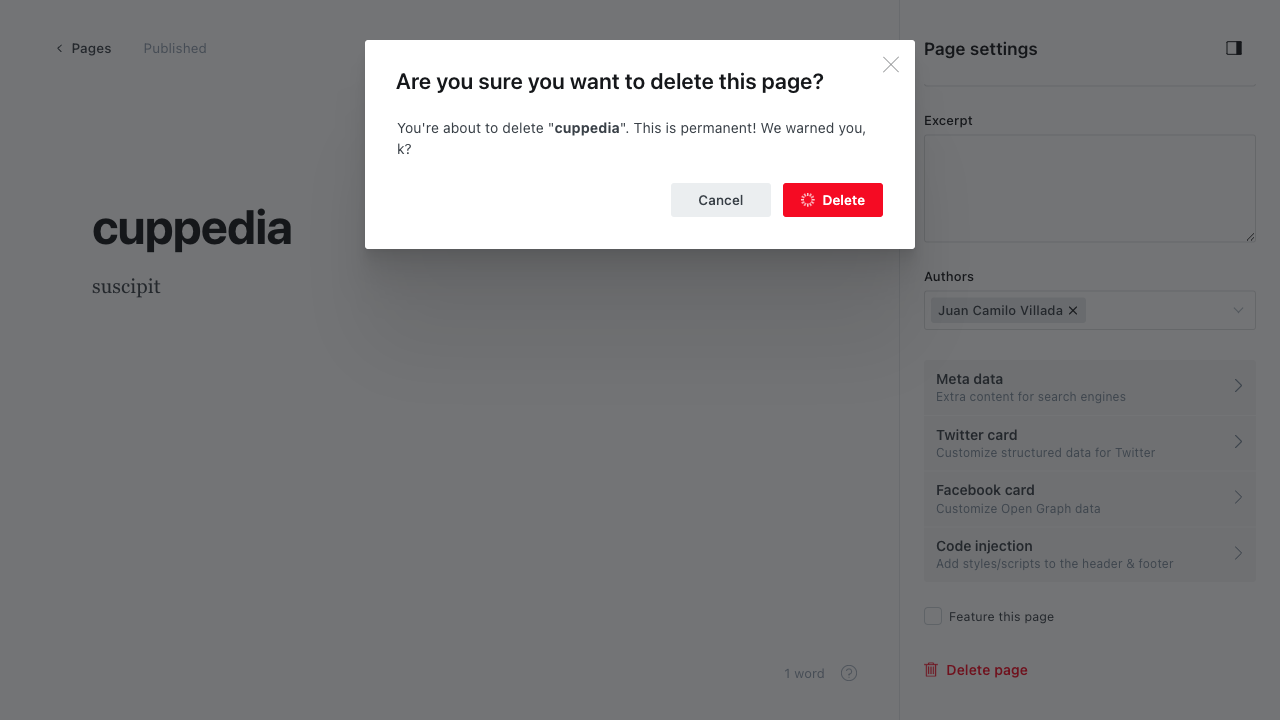 Pages
Published
Page settings
Are you sure you want to delete this page?
You're about to delete "cuppedia". This is permanent! We warned you,
k?
Cancel
Delete
cuppedia
suscipit
Excerpt
Authors
Juan Camilo Villada
Meta data
Extra content for search engines
Twitter card
Customize structured data for Twitter
Facebook card
Customize Open Graph data
Code injection
Add styles/scripts to the header & footer
Feature this page
1 word
Delete page